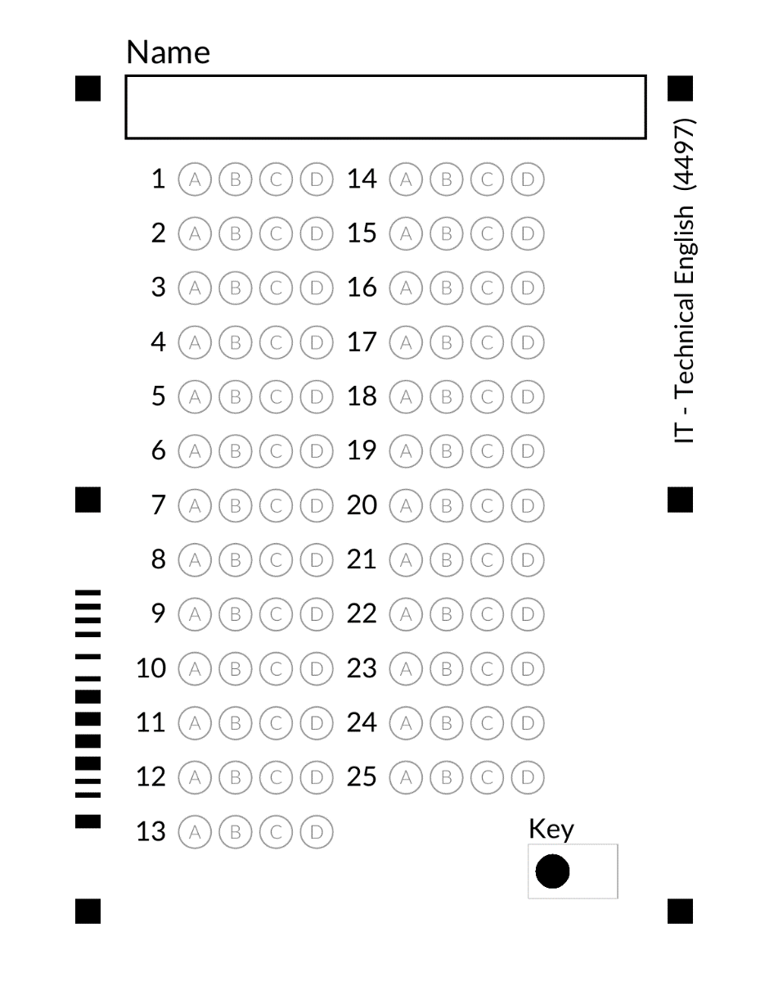 Name
1 A B C D 14 A B C D
2 A B C D 15 A B C D
3 A B C D 16 A B C D
4 A B C D 17 A B C D
5 A B C D 18 A B C D
6 A B C D 19 A B C D
7 A B C D 20 A B C D
8 A B C D 21 A B C D
9 A B C D 22 A B C D
10 A B C D 23 A B C D
11 A B C D 24 A B C D
12 A B C D 25 A B C D
13 A B C D
Key
IT - Technical English (4497)